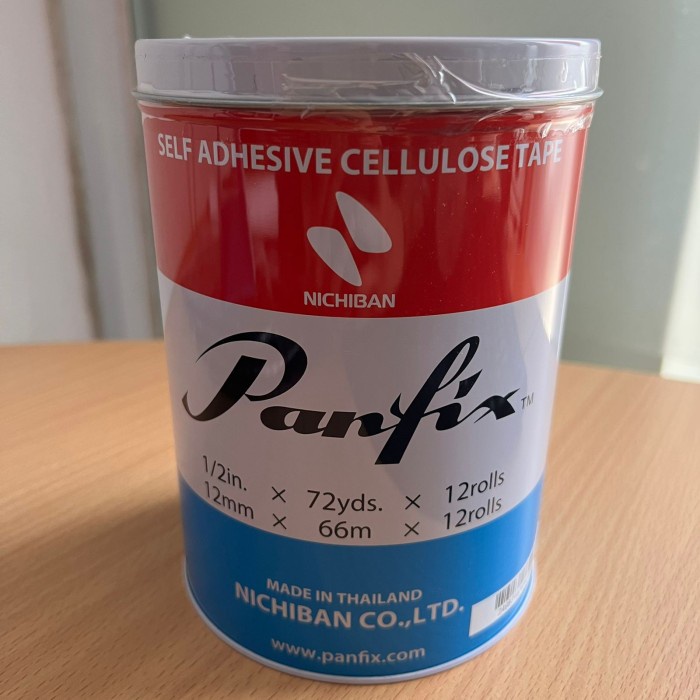 SELF ADHESIVE CELLULOSE TAPE
NICHIBAN
Panfix™
1/2in. × 72yds. × 12rolls
12mm × 66m × 12rolls
MADE IN THAILAND
NICHIBAN CO.,LTD.
www.panfix.com